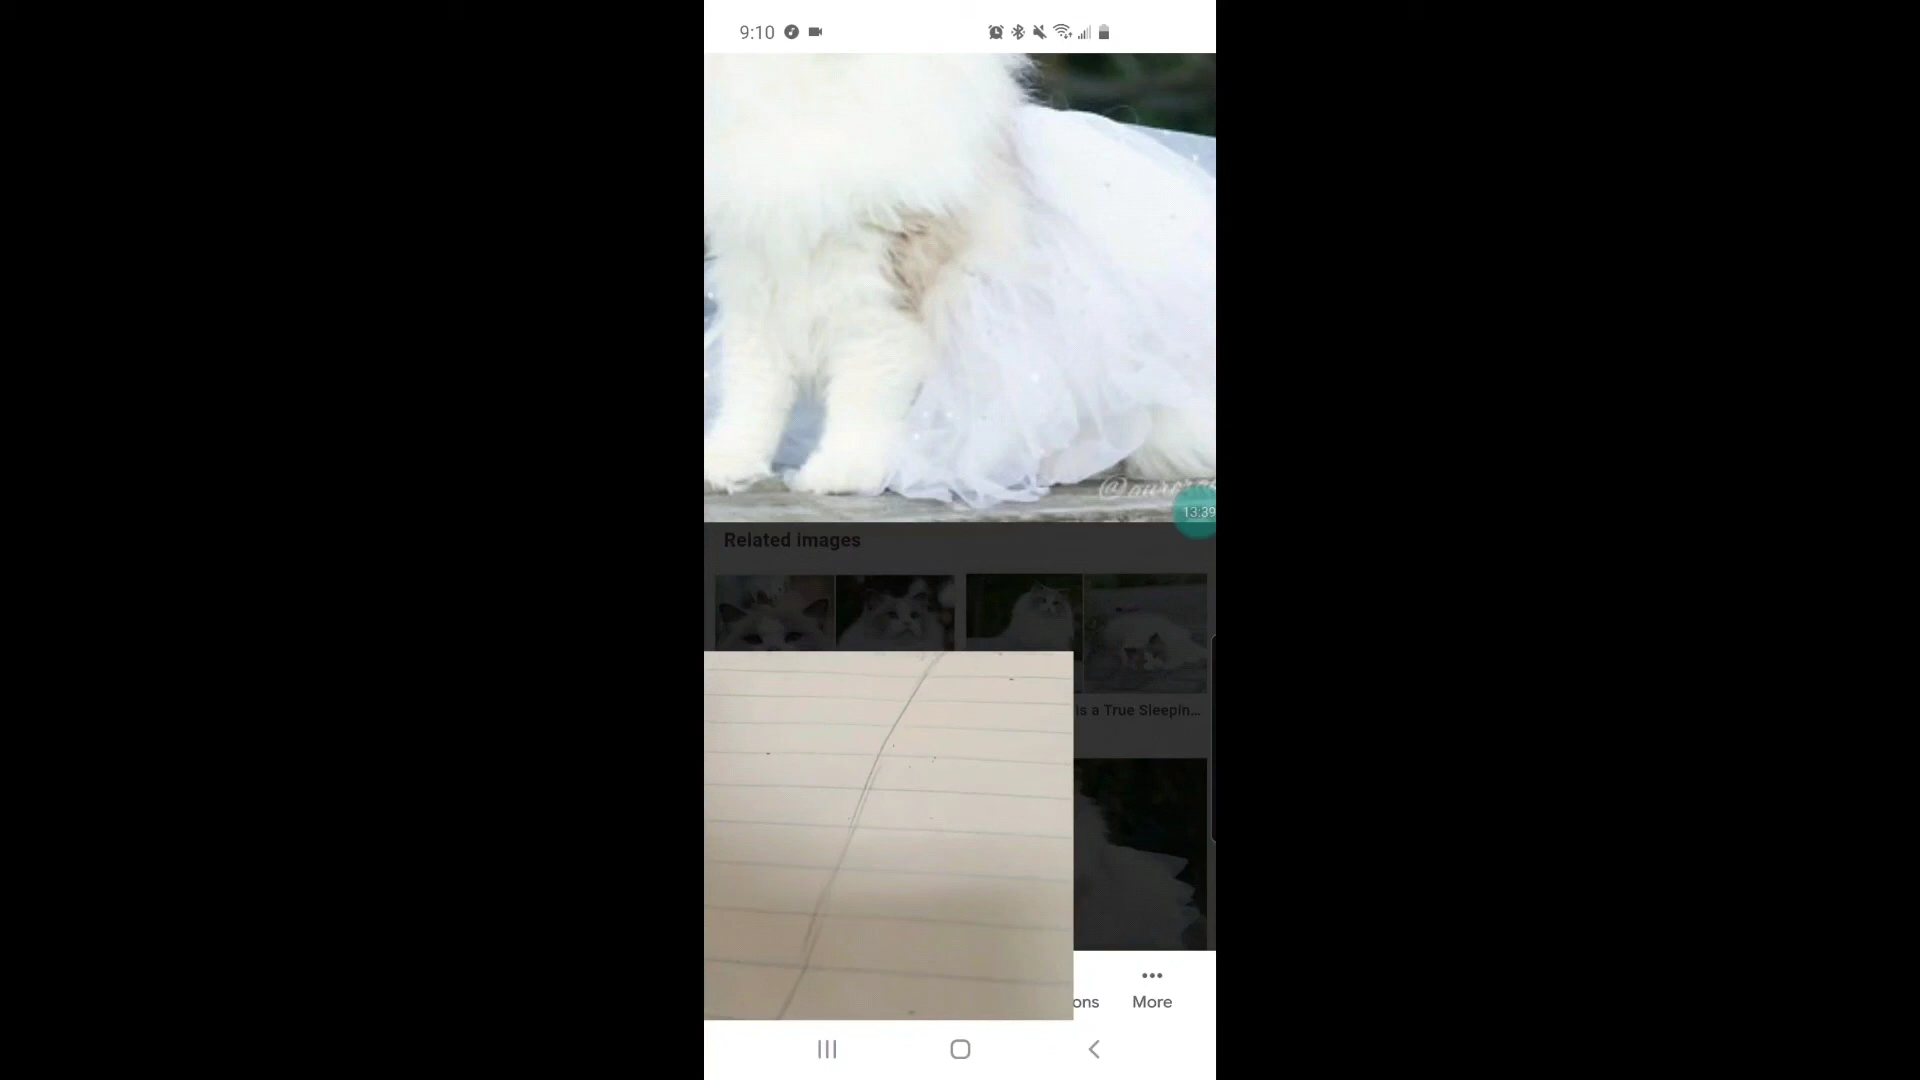 9:10
13:39
Related images
is a True Sleepin...
ons
More